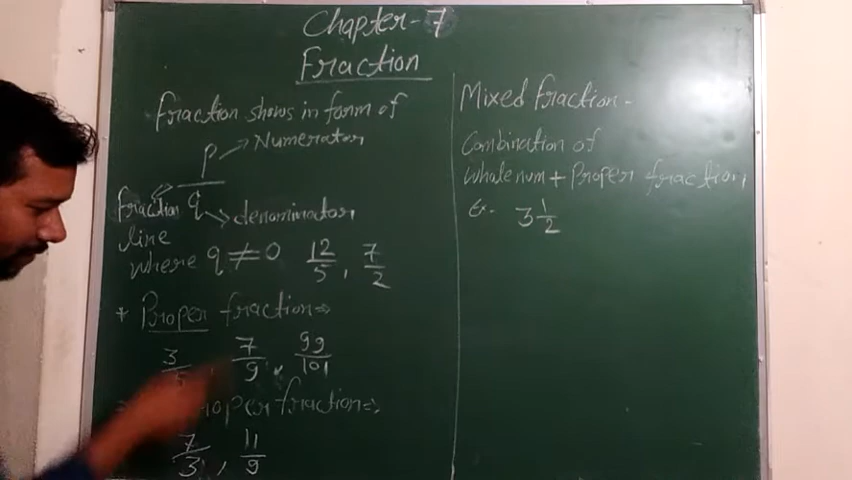 Chapter-7
Fraction
Fraction shows in form of
p/q
Numerator
fraction line
denominator
where q ≠ 0 12/5, 7/2
* Proper fraction ⇒
3/, 7/9, 99/101
fraction ⇒
7/3, 11/9
Mixed fraction -
Combination of
Whole num + Proper fraction,
Ex. 3 1/2